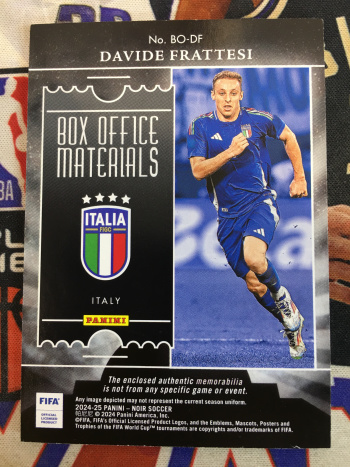 No. BO-DF
DAVIDE FRATTESI
BOX OFFICE
MATERIALS
ITALIA
FIGC
ITALY
PANINI
The enclosed authentic memorabilia
is not from any specific game or event.
Any image depicted may not represent the current season uniform.
2024-25 PANINI – NOIR SOCCER
© 2024 Panini America, Inc.
©FIFA, FIFA's Official Licensed Product Logos, and the Emblems, Mascots, Posters and
Trophies of the FIFA World Cup™ tournaments are copyrights and/or trademarks of FIFA.
FIFA
OFFICIAL
LICENSED
PRODUCT
BA